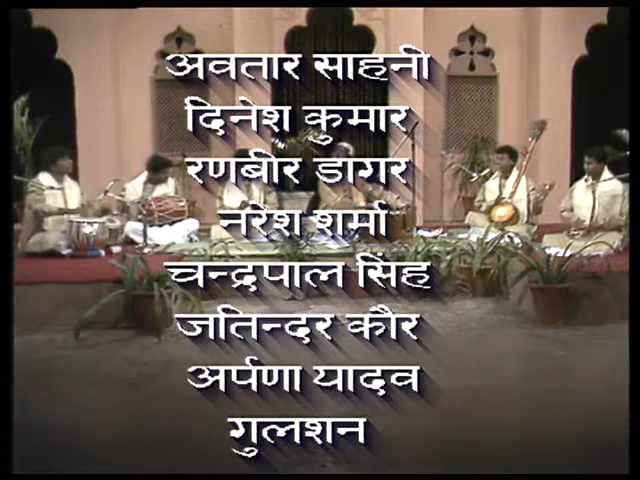 अवतार साहनी
दिनेश कुमार
रणबीर डागर
नरेश शर्मा
चन्द्रपाल सिंह
जतिन्दर कौर
अर्पणा यादव
गुलशन